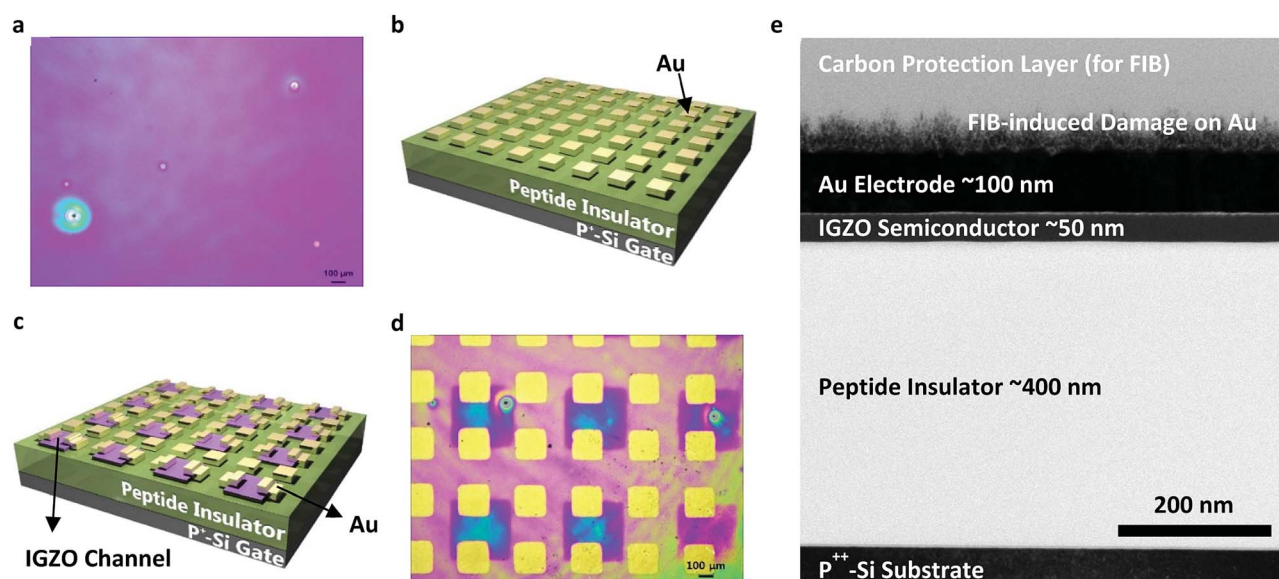 a
100 μm
b
Au
Peptide Insulator
P⁺-Si Gate
c
Peptide Insulator
P⁺-Si Gate
Au
IGZO Channel
d
100 μm
e
Carbon Protection Layer (for FIB)
FIB-induced Damage on Au
Au Electrode ~100 nm
IGZO Semiconductor ~50 nm
Peptide Insulator ~400 nm
200 nm
P⁺⁺-Si Substrate